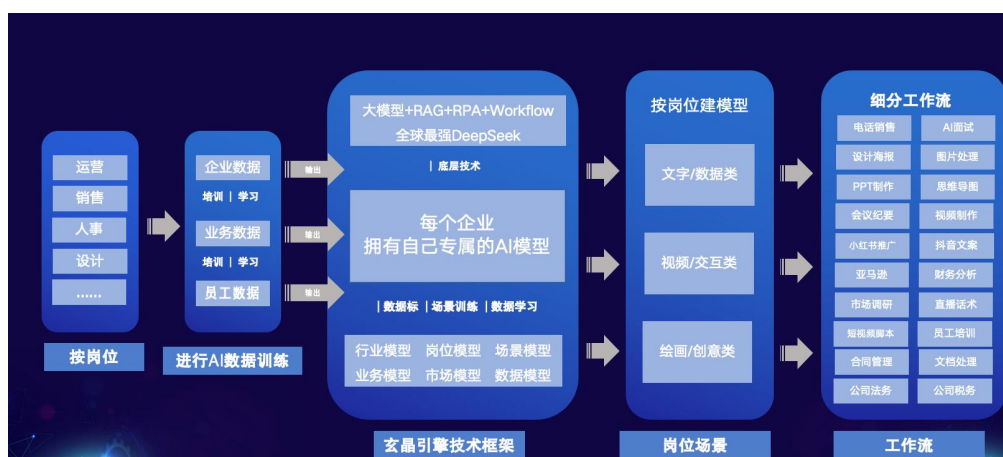 运营
销售
人事
设计
......
按岗位
企业数据
培训 | 学习
业务数据
培训 | 学习
员工数据
进行AI数据训练
输出
输出
输出
大模型+RAG+RPA+Workflow
全球最强DeepSeek
| 底层技术
每个企业
拥有自己专属的AI模型
| 数据标 | 场景训练 | 数据学习
行业模型 岗位模型 场景模型
业务模型 市场模型 数据模型
玄晶引擎技术框架
按岗位建模型
文字/数据类
视频/交互类
绘画/创意类
岗位场景
细分工作流
电话销售 AI面试
设计海报 图片处理
PPT制作 思维导图
会议纪要 视频制作
小红书推广 抖音文案
亚马逊 财务分析
市场调研 直播话术
短视频脚本 员工培训
合同管理 文档处理
公司法务 公司税务
工作流